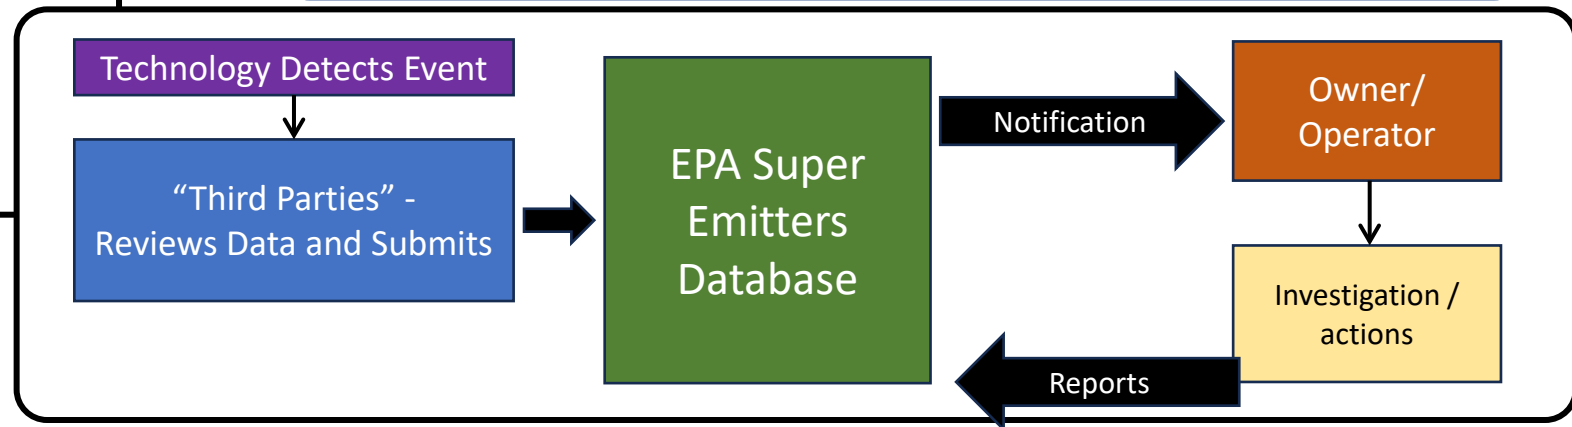 Technology Detects Event
“Third Parties” -
Reviews Data and Submits
EPA Super
Emitters
Database
Notification
Owner/
Operator
Investigation /
actions
Reports